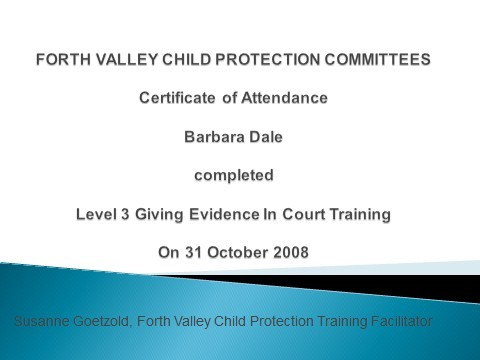 FORTH VALLEY CHILD PROTECTION COMMITTEES
Certificate of Attendance
Barbara Dale
completed
Level 3 Giving Evidence In Court Training
On 31 October 2008
Susanne Goetzold, Forth Valley Child Protection Training Facilitator